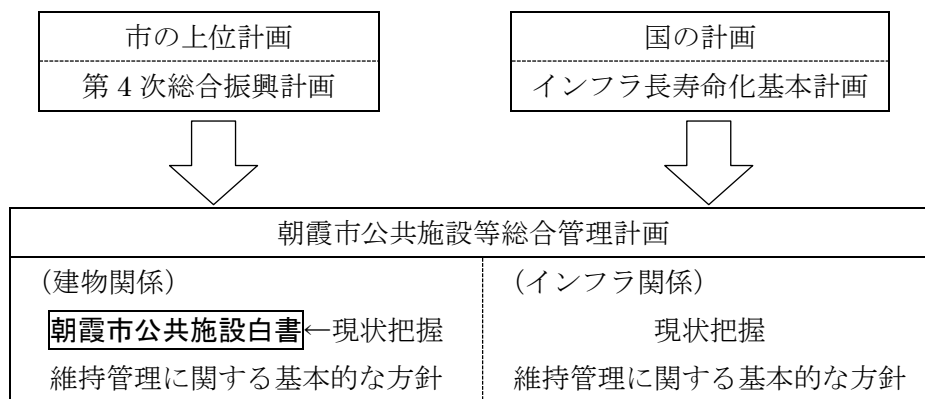 市の上位計画
第4次総合振興計画
国の計画
インフラ長寿命化基本計画
朝霞市公共施設等総合管理計画
(建物関係)
朝霞市公共施設白書←現状把握
維持管理に関する基本的な方針
(インフラ関係)
現状把握
維持管理に関する基本的な方針